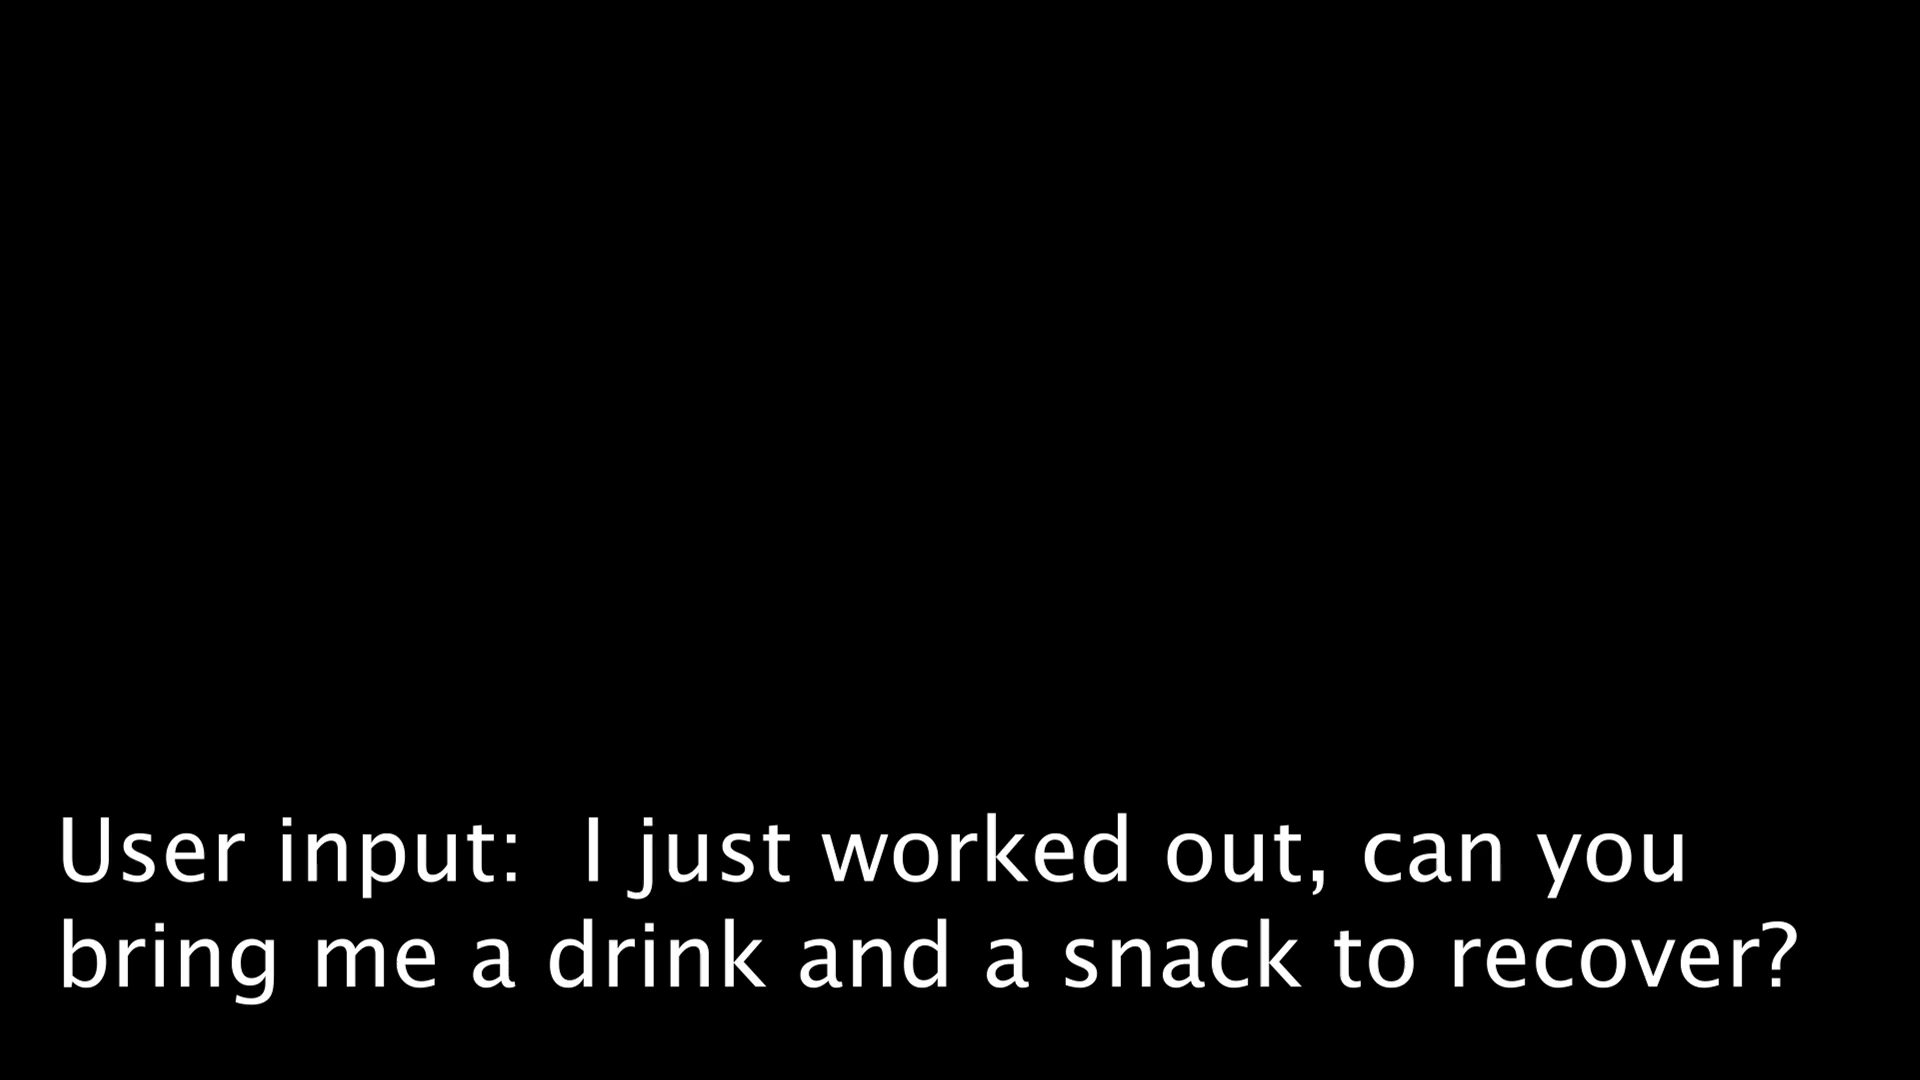 User input:  I just worked out, can you
bring me a drink and a snack to recover?